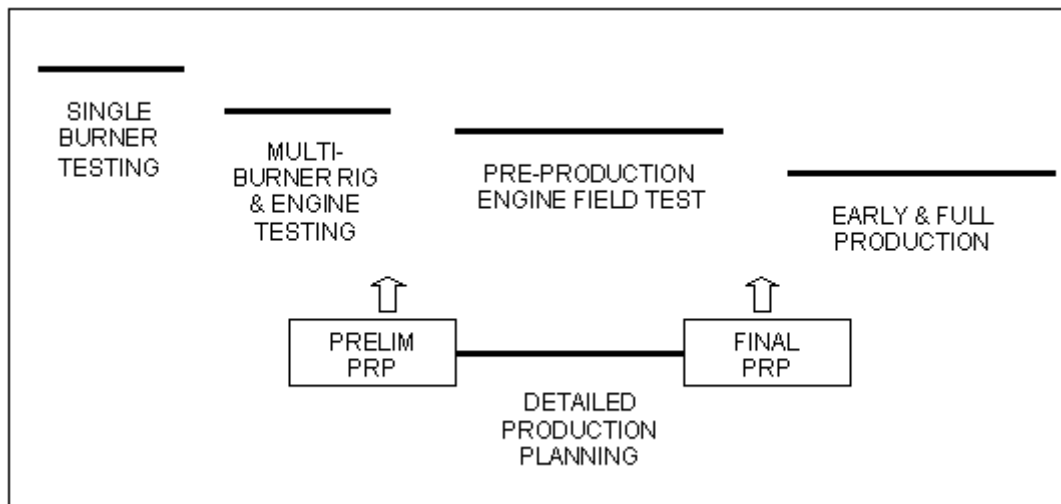 SINGLE
BURNER
TESTING
MULTI-
BURNER RIG
& ENGINE
TESTING
PRE-PRODUCTION
ENGINE FIELD TEST
EARLY & FULL
PRODUCTION
PRELIM
PRP
FINAL
PRP
DETAILED
PRODUCTION
PLANNING